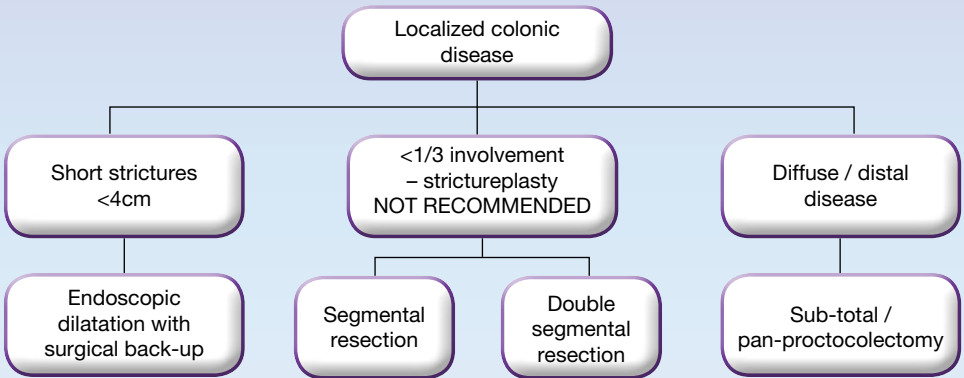 Localized colonic
disease
Short strictures
<4cm
<1/3 involvement
– strictureplasty
NOT RECOMMENDED
Diffuse / distal
disease
Endoscopic
dilatation with
surgical back-up
Segmental
resection
Double
segmental
resection
Sub-total /
pan-proctocolectomy